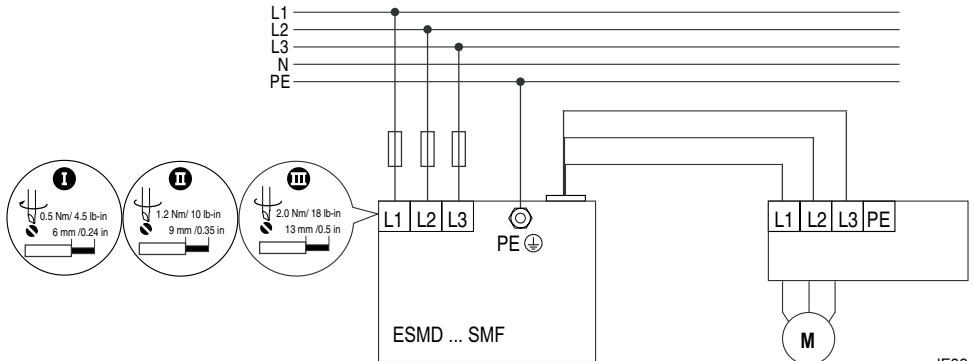 L1
L2
L3
N
PE
I
0.5 Nm/ 4.5 lb-in
6 mm /0.24 in
II
1.2 Nm/ 10 lb-in
9 mm /0.35 in
III
2.0 Nm/ 18 lb-in
13 mm /0.5 in
L1 L2 L3
PE
ESMD ... SMF
L1 L2 L3 PE
M